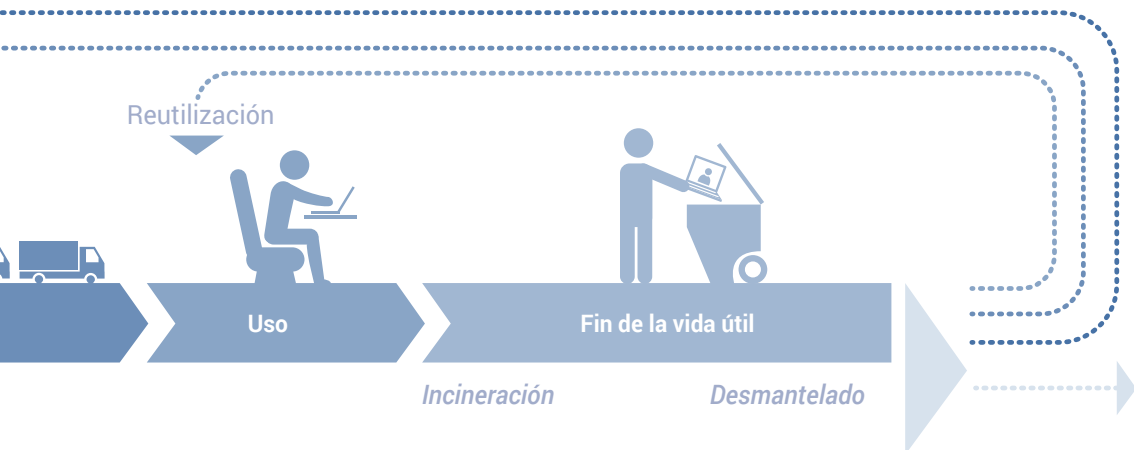 Reutilización
Uso
Fin de la vida útil
Incineración
Desmantelado